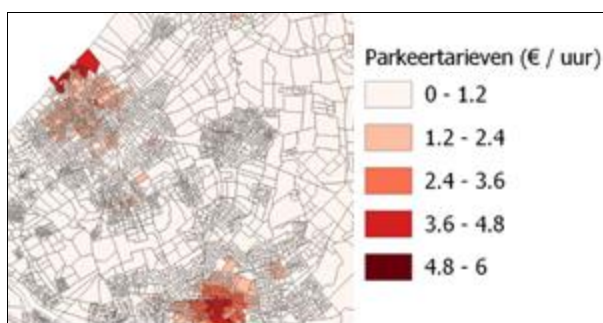 Parkeertarieven (€ / uur)
0 - 1.2
1.2 - 2.4
2.4 - 3.6
3.6 - 4.8
4.8 - 6